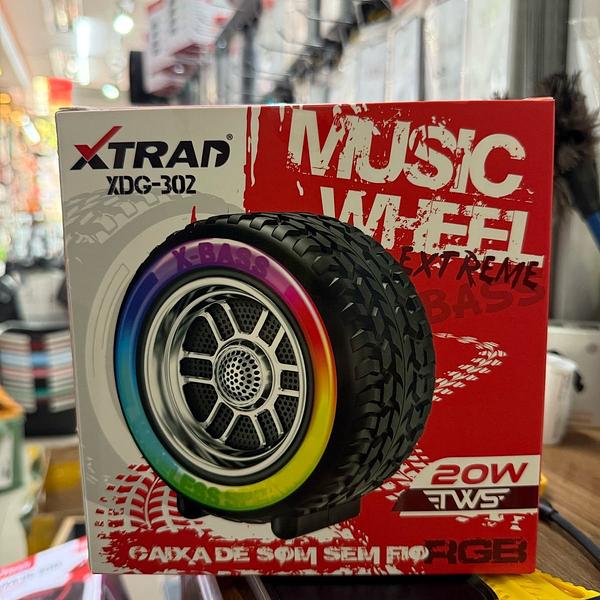 XTRAD®
XDG-302
MUSIC
WHEEL
EXTREME
BASS
X-BASS
20W
TWS
CAIXA DE SOM SEM FIO
RGB